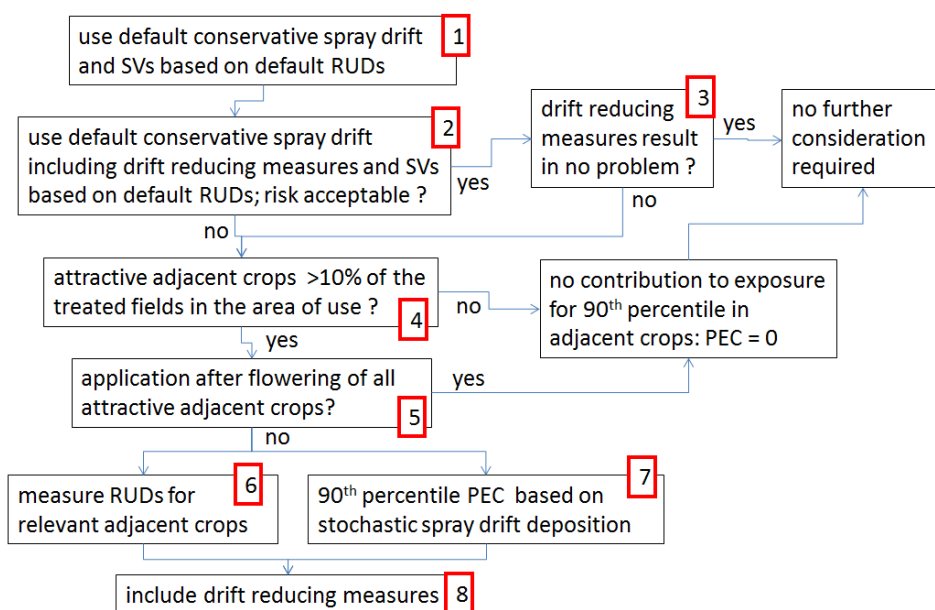 use default conservative spray drift
and SVs based on default RUDs
1
use default conservative spray drift
including drift reducing measures and SVs
based on default RUDs; risk acceptable ?
2
yes
no
drift reducing
measures result
in no problem ?
3
yes
no
no further
consideration
required
attractive adjacent crops >10% of the
treated fields in the area of use ?
4
no
yes
no contribution to exposure
for 90th percentile in
adjacent crops: PEC = 0
application after flowering of all
attractive adjacent crops?
5
yes
no
measure RUDs for
relevant adjacent crops
6
90th percentile PEC based on
stochastic spray drift deposition
7
include drift reducing measures
8